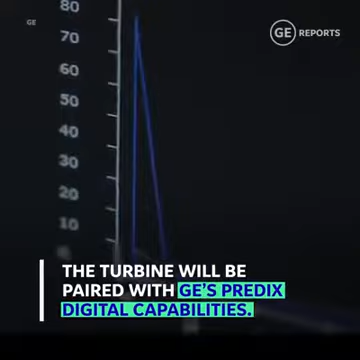 GE
GE REPORTS
80
70
60
50
40
30
20
10
THE TURBINE WILL BE
PAIRED WITH GE'S PREDIX
DIGITAL CAPABILITIES.